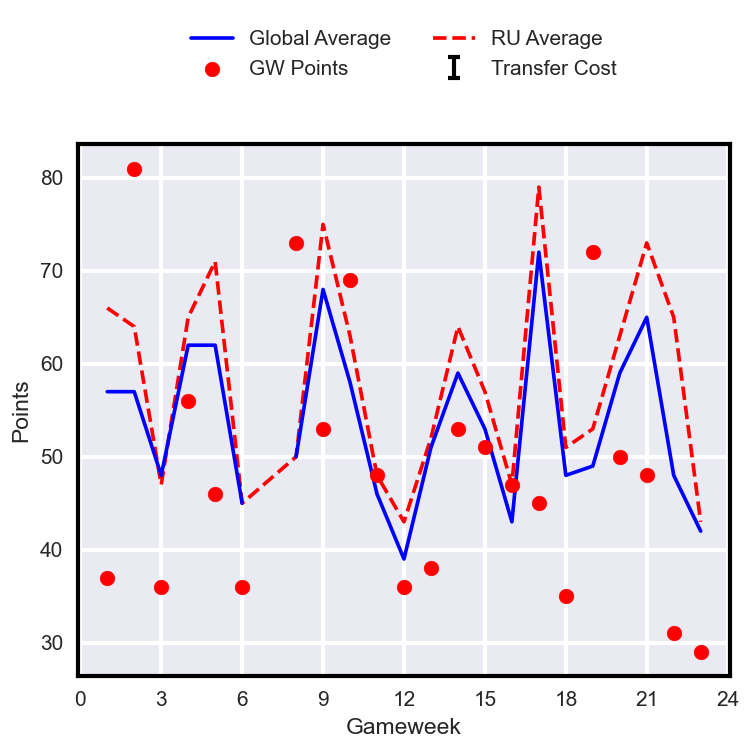 Global Average
RU Average
GW Points
Transfer Cost
80
70
60
50
40
30
Points
0 3 6 9 12 15 18 21 24
Gameweek